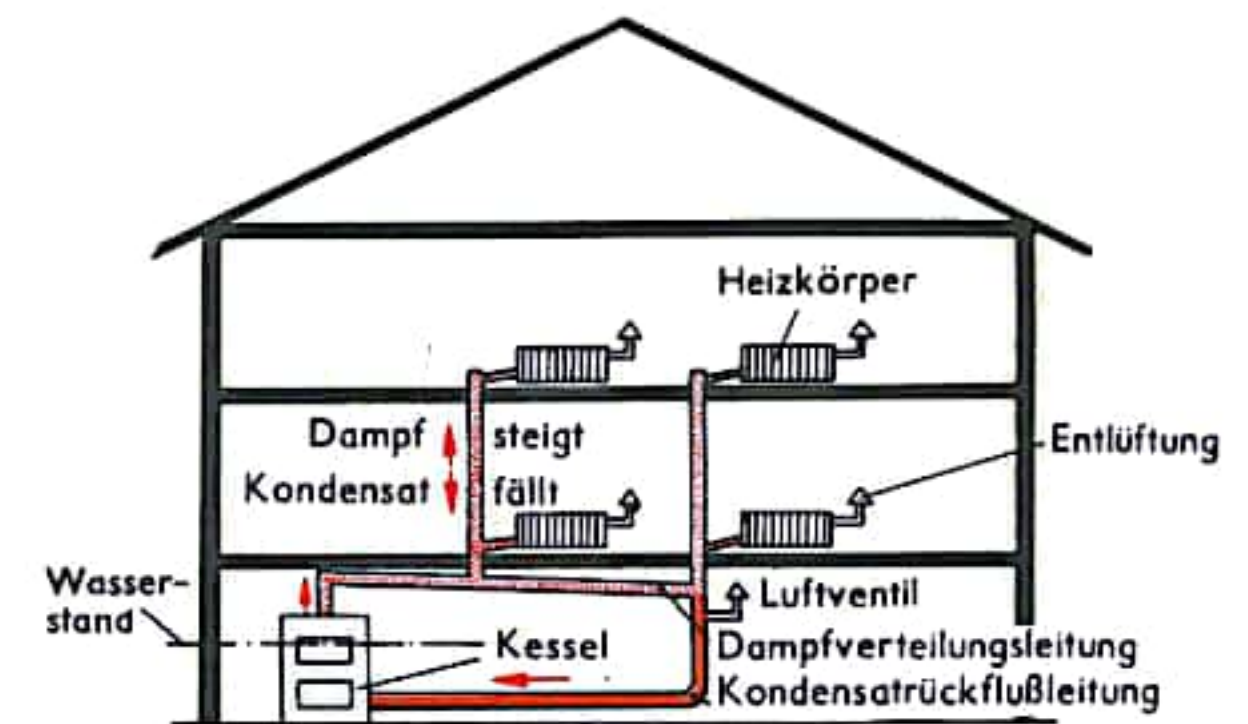 Heizkörper
Dampf steigt
Kondensat fällt
Entlüftung
Wasser-
stand
Luftventil
Kessel
Dampfverteilungsleitung
Kondensatrückflußleitung